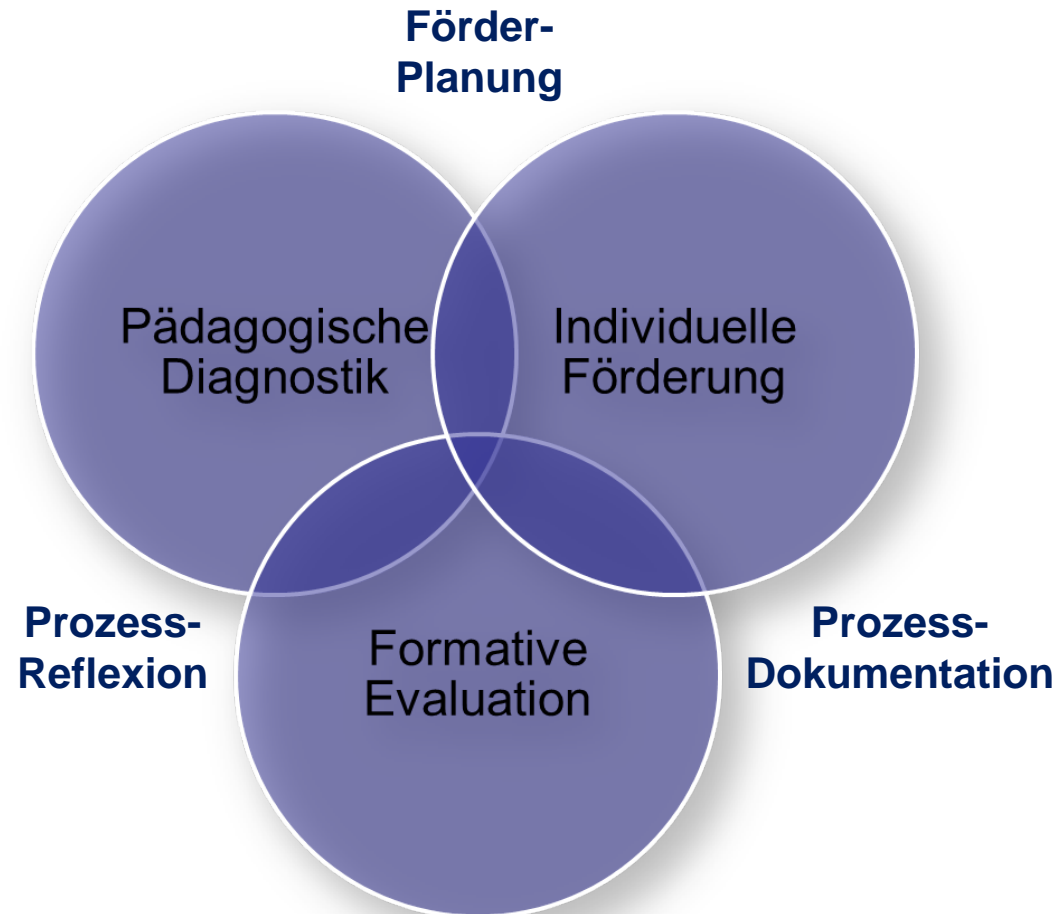 Förder-
Planung
Pädagogische
Diagnostik
Individuelle
Förderung
Prozess-
Reflexion
Formative
Evaluation
Prozess-
Dokumentation